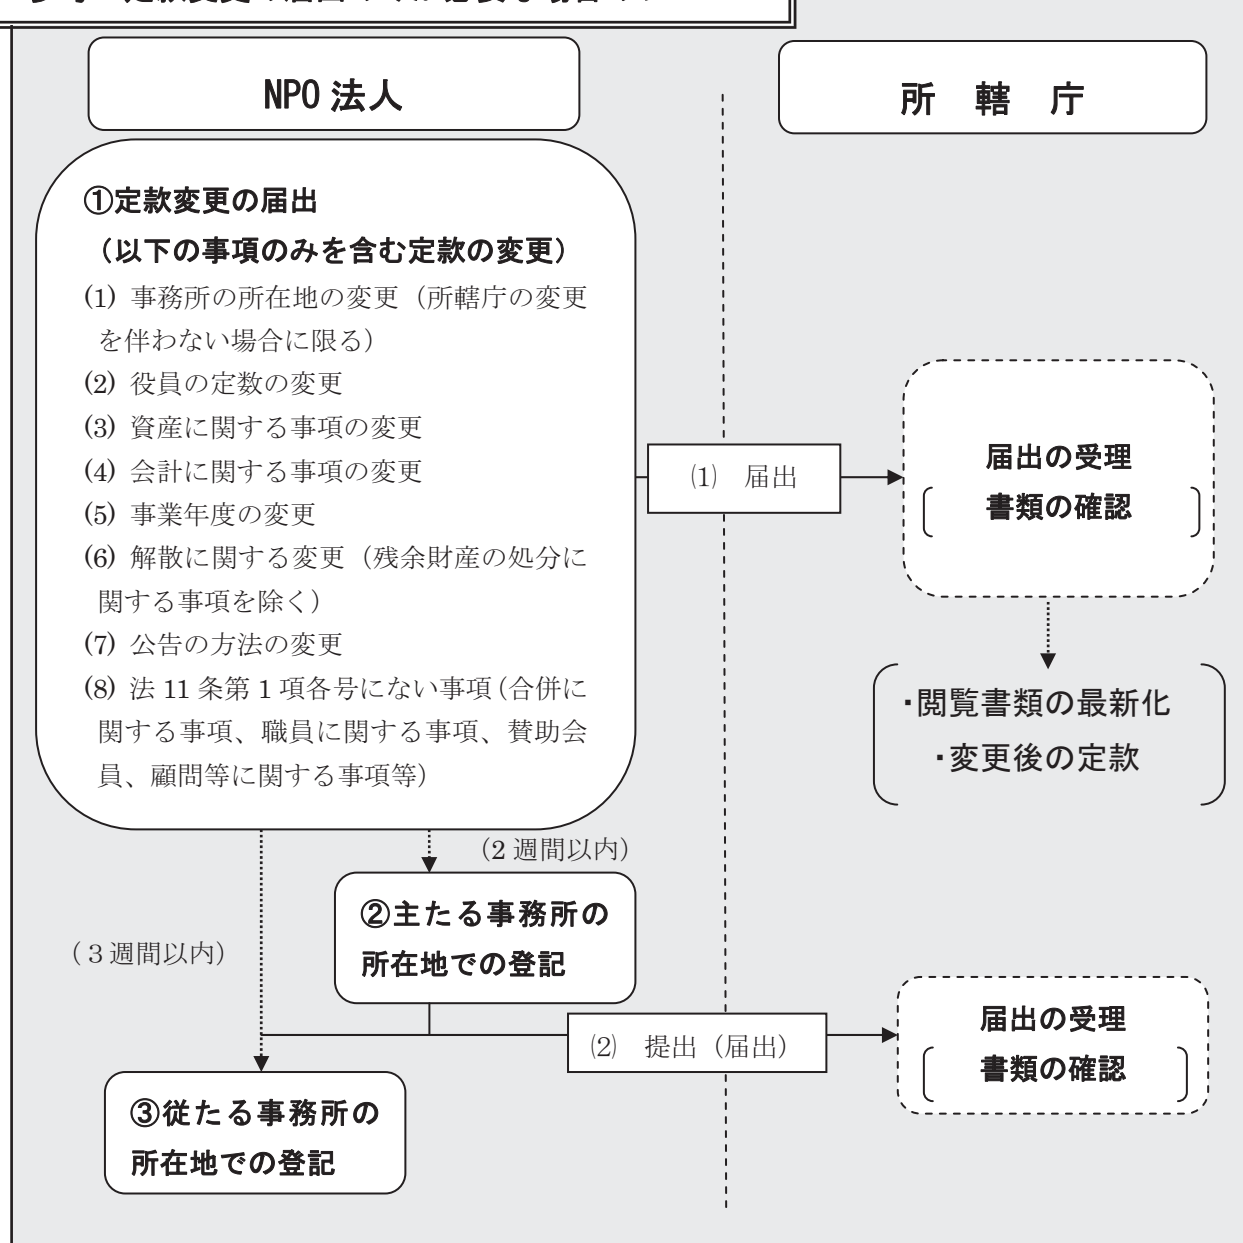 NPO 法人
所 轄 庁
①定款変更の届出
（以下の事項のみを含む定款の変更）
(1) 事務所の所在地の変更（所轄庁の変更
を伴わない場合に限る）
(2) 役員の定数の変更
(3) 資産に関する事項の変更
(4) 会計に関する事項の変更
(5) 事業年度の変更
(6) 解散に関する変更（残余財産の処分に
関する事項を除く）
(7) 公告の方法の変更
(8) 法 11 条第 1 項各号にない事項（合併に
関する事項、職員に関する事項、賛助会
員、顧問等に関する事項等）
⑴ 届出
届出の受理
書類の確認
・閲覧書類の最新化
・変更後の定款
（2 週間以内）
②主たる事務所の
所在地での登記
（３週間以内）
⑵ 提出（届出）
届出の受理
書類の確認
③従たる事務所の
所在地での登記